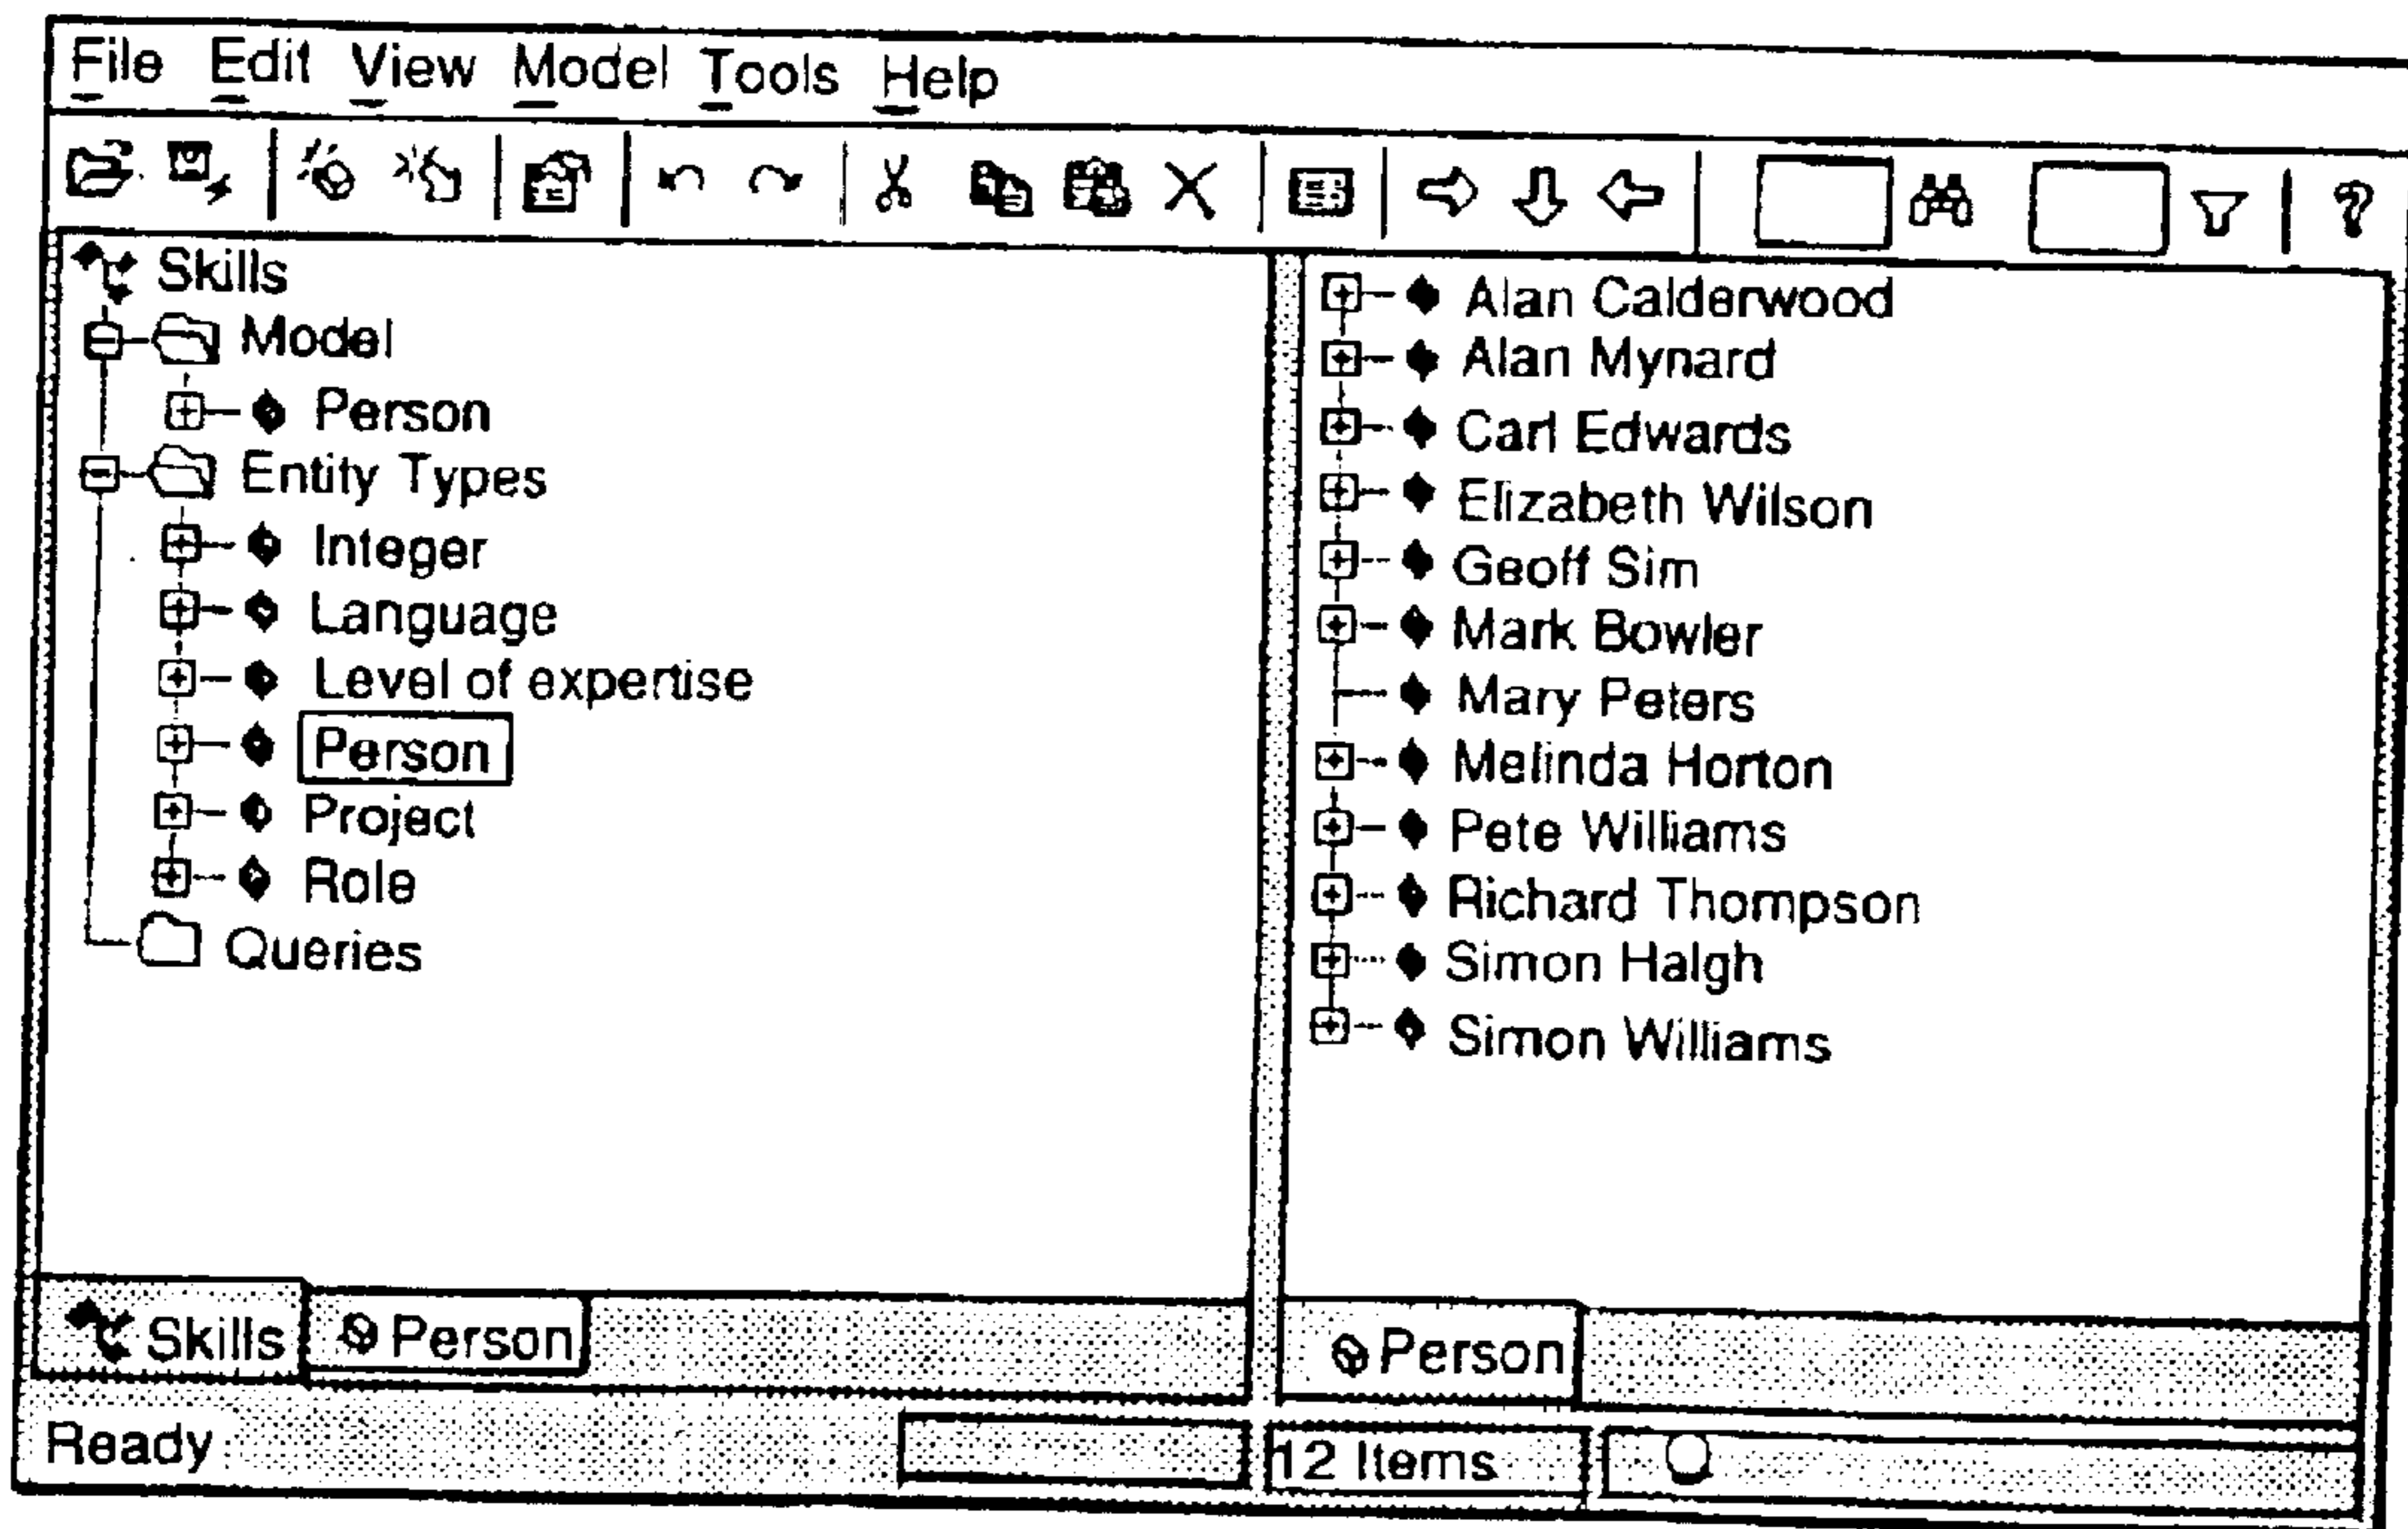 File Edit View Model Tools Help
Skills
Model
Person
Entity Types
Integer
Language
Level of expertise
Person
Project
Role
Queries
Alan Calderwood
Alan Mynard
Carl Edwards
Elizabeth Wilson
Geoff Sim
Mark Bowler
Mary Peters
Melinda Horton
Pete Williams
Richard Thompson
Simon Halgh
Simon Williams
Skills Person
Person
Ready
12 Items